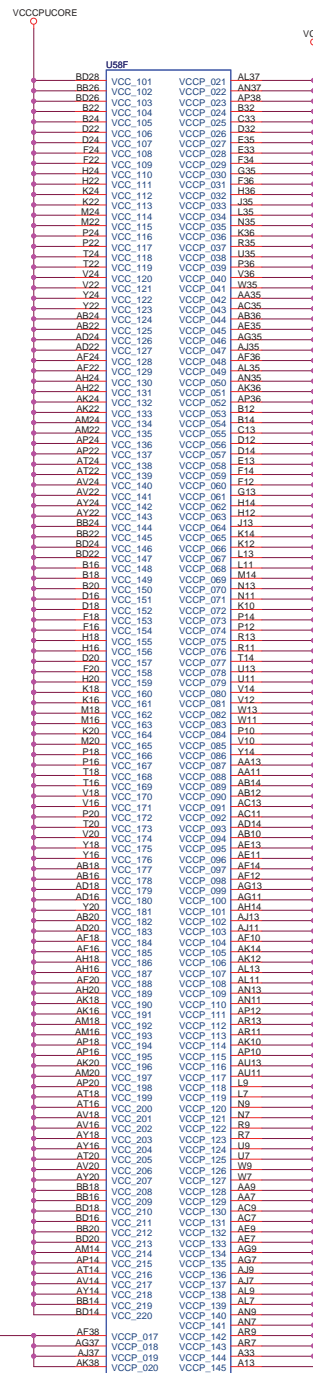 VCCCPUCORE
VC
U58F
BD28 VCC_101 VCCP_021 AL37
BB26 VCC_102 VCCP_022 AN37
BD26 VCC_103 VCCP_023 AP38
B22 VCC_104 VCCP_024 B32
B24 VCC_105 VCCP_025 C33
D22 VCC_106 VCCP_026 D32
D24 VCC_107 VCCP_027 E35
F24 VCC_108 VCCP_028 E33
F22 VCC_109 VCCP_029 F34
H24 VCC_110 VCCP_030 G35
H22 VCC_111 VCCP_031 F36
K24 VCC_112 VCCP_032 H36
K22 VCC_113 VCCP_033 J35
M24 VCC_114 VCCP_034 L35
M22 VCC_115 VCCP_035 N35
P24 VCC_116 VCCP_036 K36
P22 VCC_117 VCCP_037 R35
T24 VCC_118 VCCP_038 U35
T22 VCC_119 VCCP_039 P36
V24 VCC_120 VCCP_040 V36
V22 VCC_121 VCCP_041 W35
Y24 VCC_122 VCCP_042 AA35
Y22 VCC_123 VCCP_043 AC35
AB24 VCC_124 VCCP_044 AB36
AB22 VCC_125 VCCP_045 AE35
AD24 VCC_126 VCCP_046 AG35
AD22 VCC_127 VCCP_047 AJ35
AF24 VCC_128 VCCP_048 AF36
AF22 VCC_129 VCCP_049 AL35
AH24 VCC_130 VCCP_050 AN35
AH22 VCC_131 VCCP_051 AK36
AK24 VCC_132 VCCP_052 AP36
AK22 VCC_133 VCCP_053 B12
AM24 VCC_134 VCCP_054 B14
AM22 VCC_135 VCCP_055 C13
AP24 VCC_136 VCCP_056 D12
AP22 VCC_137 VCCP_057 D14
AT24 VCC_138 VCCP_058 E13
AT22 VCC_139 VCCP_059 F14
AV24 VCC_140 VCCP_060 F12
AV22 VCC_141 VCCP_061 G13
AY24 VCC_142 VCCP_062 H14
AY22 VCC_143 VCCP_063 H12
BB24 VCC_144 VCCP_064 J13
BB22 VCC_145 VCCP_065 K14
BD24 VCC_146 VCCP_066 K12
BD22 VCC_147 VCCP_067 L13
B16 VCC_148 VCCP_068 L11
B18 VCC_149 VCCP_069 M14
B20 VCC_150 VCCP_070 N13
D16 VCC_151 VCCP_071 N11
D18 VCC_152 VCCP_072 K10
F18 VCC_153 VCCP_073 P14
F16 VCC_154 VCCP_074 P12
H18 VCC_155 VCCP_075 R13
H16 VCC_156 VCCP_076 R11
D20 VCC_157 VCCP_077 T14
F20 VCC_158 VCCP_078 U13
H20 VCC_159 VCCP_079 U11
K18 VCC_160 VCCP_080 V14
K16 VCC_161 VCCP_081 V12
M18 VCC_162 VCCP_082 W13
M16 VCC_163 VCCP_083 W11
K20 VCC_164 VCCP_084 P10
M20 VCC_165 VCCP_085 V10
P18 VCC_166 VCCP_086 Y14
P16 VCC_167 VCCP_087 AA13
T18 VCC_168 VCCP_088 AA11
T16 VCC_169 VCCP_089 AB14
V18 VCC_170 VCCP_090 AB12
V16 VCC_171 VCCP_091 AC13
P20 VCC_172 VCCP_092 AC11
T20 VCC_173 VCCP_093 AD14
V20 VCC_174 VCCP_094 AB10
Y18 VCC_175 VCCP_095 AE13
Y16 VCC_176 VCCP_096 AE11
AB18 VCC_177 VCCP_097 AF14
AB16 VCC_178 VCCP_098 AF12
AD18 VCC_179 VCCP_099 AG13
AD16 VCC_180 VCCP_100 AG11
Y20 VCC_181 VCCP_101 AH14
AB20 VCC_182 VCCP_102 AJ13
AD20 VCC_183 VCCP_103 AJ11
AF18 VCC_184 VCCP_104 AF10
AF16 VCC_185 VCCP_105 AK14
AH18 VCC_186 VCCP_106 AK12
AH16 VCC_187 VCCP_107 AL13
AF20 VCC_188 VCCP_108 AL11
AH20 VCC_189 VCCP_109 AN13
AK18 VCC_190 VCCP_110 AN11
AK16 VCC_191 VCCP_111 AP12
AM18 VCC_192 VCCP_112 AR13
AM16 VCC_193 VCCP_113 AR11
AP18 VCC_194 VCCP_114 AK10
AP16 VCC_195 VCCP_115 AP10
AK20 VCC_196 VCCP_116 AU13
AM20 VCC_197 VCCP_117 AU11
AP20 VCC_198 VCCP_118 L9
AT18 VCC_199 VCCP_119 L7
AT16 VCC_200 VCCP_120 N9
AV18 VCC_201 VCCP_121 N7
AV16 VCC_202 VCCP_122 R9
AY18 VCC_203 VCCP_123 R7
AY16 VCC_204 VCCP_124 U9
AT20 VCC_205 VCCP_125 U7
AV20 VCC_206 VCCP_126 W9
AY20 VCC_207 VCCP_127 W7
BB18 VCC_208 VCCP_128 AA9
BB16 VCC_209 VCCP_129 AA7
BD18 VCC_210 VCCP_130 AC9
BD16 VCC_211 VCCP_131 AC7
BB20 VCC_212 VCCP_132 AE9
BD20 VCC_213 VCCP_133 AE7
AM14 VCC_214 VCCP_134 AG9
AP14 VCC_215 VCCP_135 AG7
AT14 VCC_216 VCCP_136 AJ9
AV14 VCC_217 VCCP_137 AJ7
AY14 VCC_218 VCCP_138 AL9
BB14 VCC_219 VCCP_139 AL7
BD14 VCC_220 VCCP_140 AN9
VCCP_141 AN7
AF38 VCCP_017 VCCP_142 AR9
AG37 VCCP_018 VCCP_143 AR7
AJ37 VCCP_019 VCCP_144 A33
AK38 VCCP_020 VCCP_145 A13